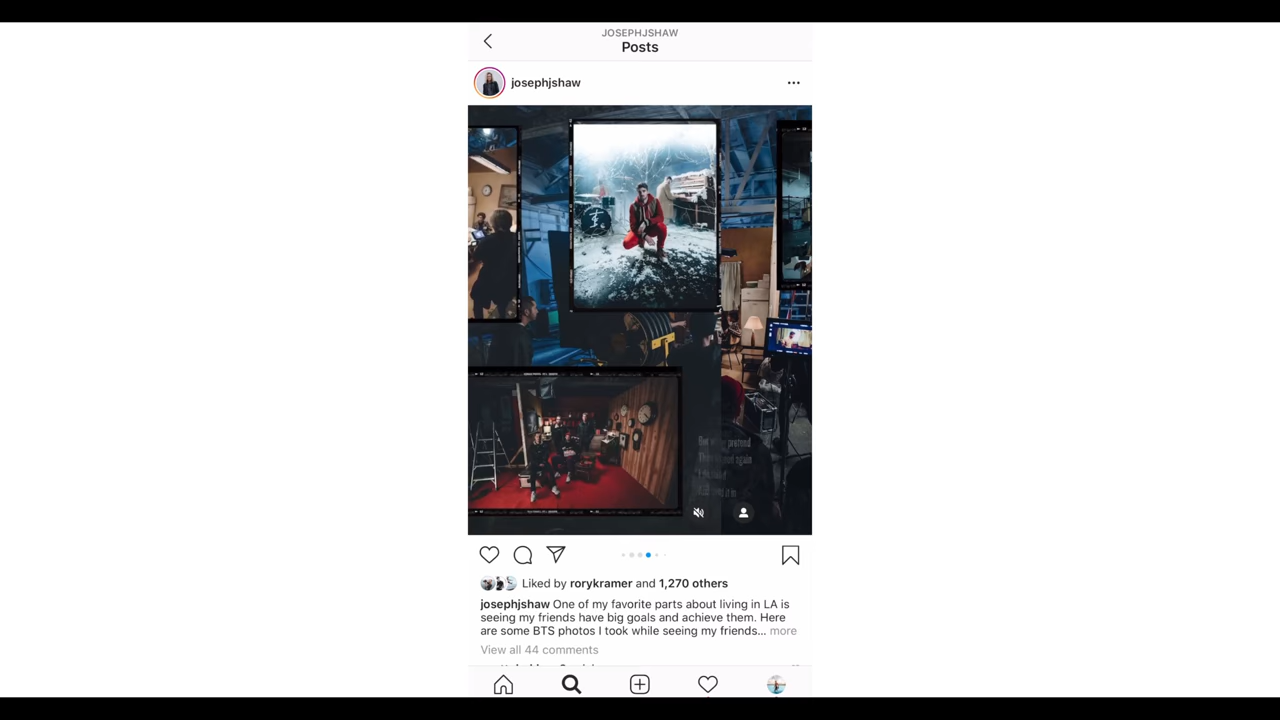 JOSEPHJSHAW
Posts
josephjshaw
Liked by rorykramer and 1,270 others
josephjshaw One of my favorite parts about living in LA is
seeing my friends have big goals and achieve them. Here
are some BTS photos I took while seeing my friends... more
View all 44 comments